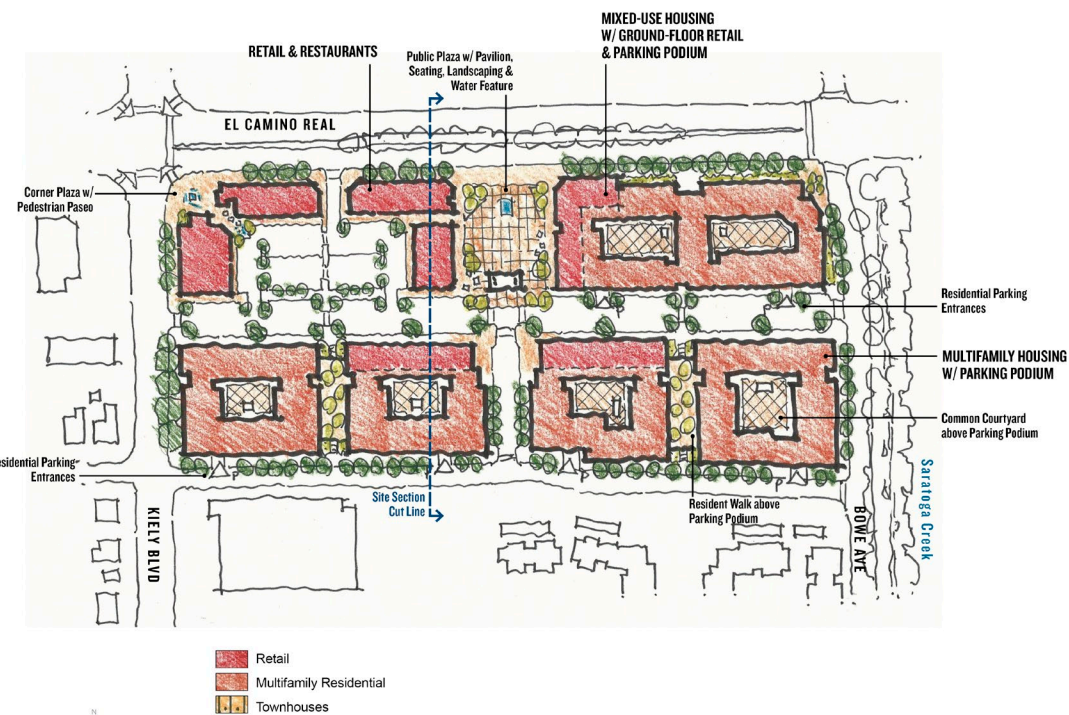 MIXED-USE HOUSING
W/ GROUND-FLOOR RETAIL
& PARKING PODIUM
RETAIL & RESTAURANTS
Public Plaza w/ Pavilion,
Seating, Landscaping &
Water Feature
EL CAMINO REAL
Corner Plaza w/
Pedestrian Paseo
Residential Parking
Entrances
MULTIFAMILY HOUSING
W/ PARKING PODIUM
Common Courtyard
above Parking Podium
esidential Parking
Entrances
Site Section
Cut Line
Resident Walk above
Parking Podium
KIELY BLVD
BOWE AVE
Saratoga Creek
Retail
Multifamily Residential
Townhouses
N